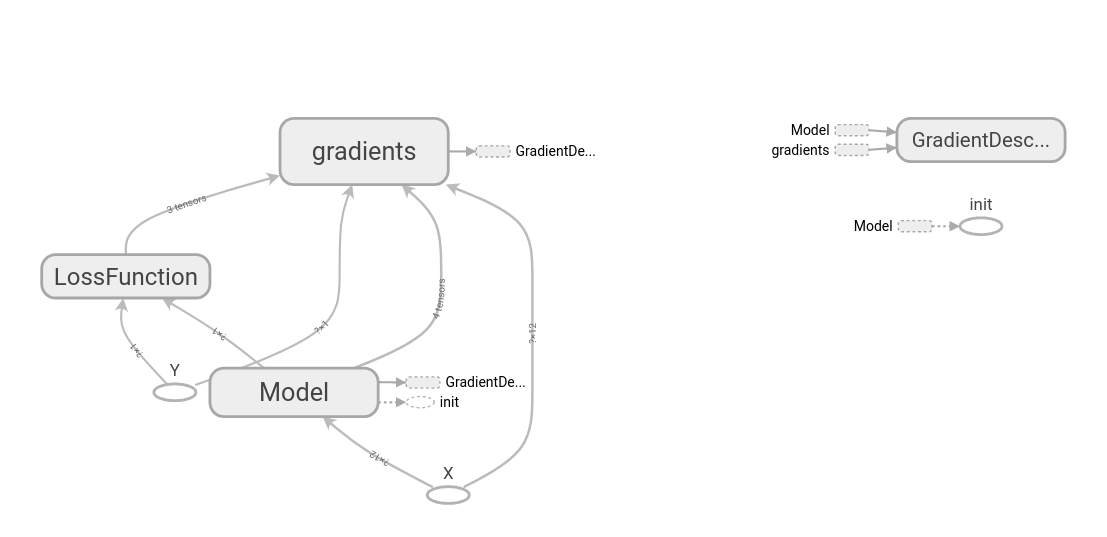 gradients
GradientDe...
Model
gradients
GradientDesc...
init
Model
3 tensors
LossFunction
4 tensors
?×1
?×1
?×1
?×12
Y
Model
GradientDe...
init
?×12
X